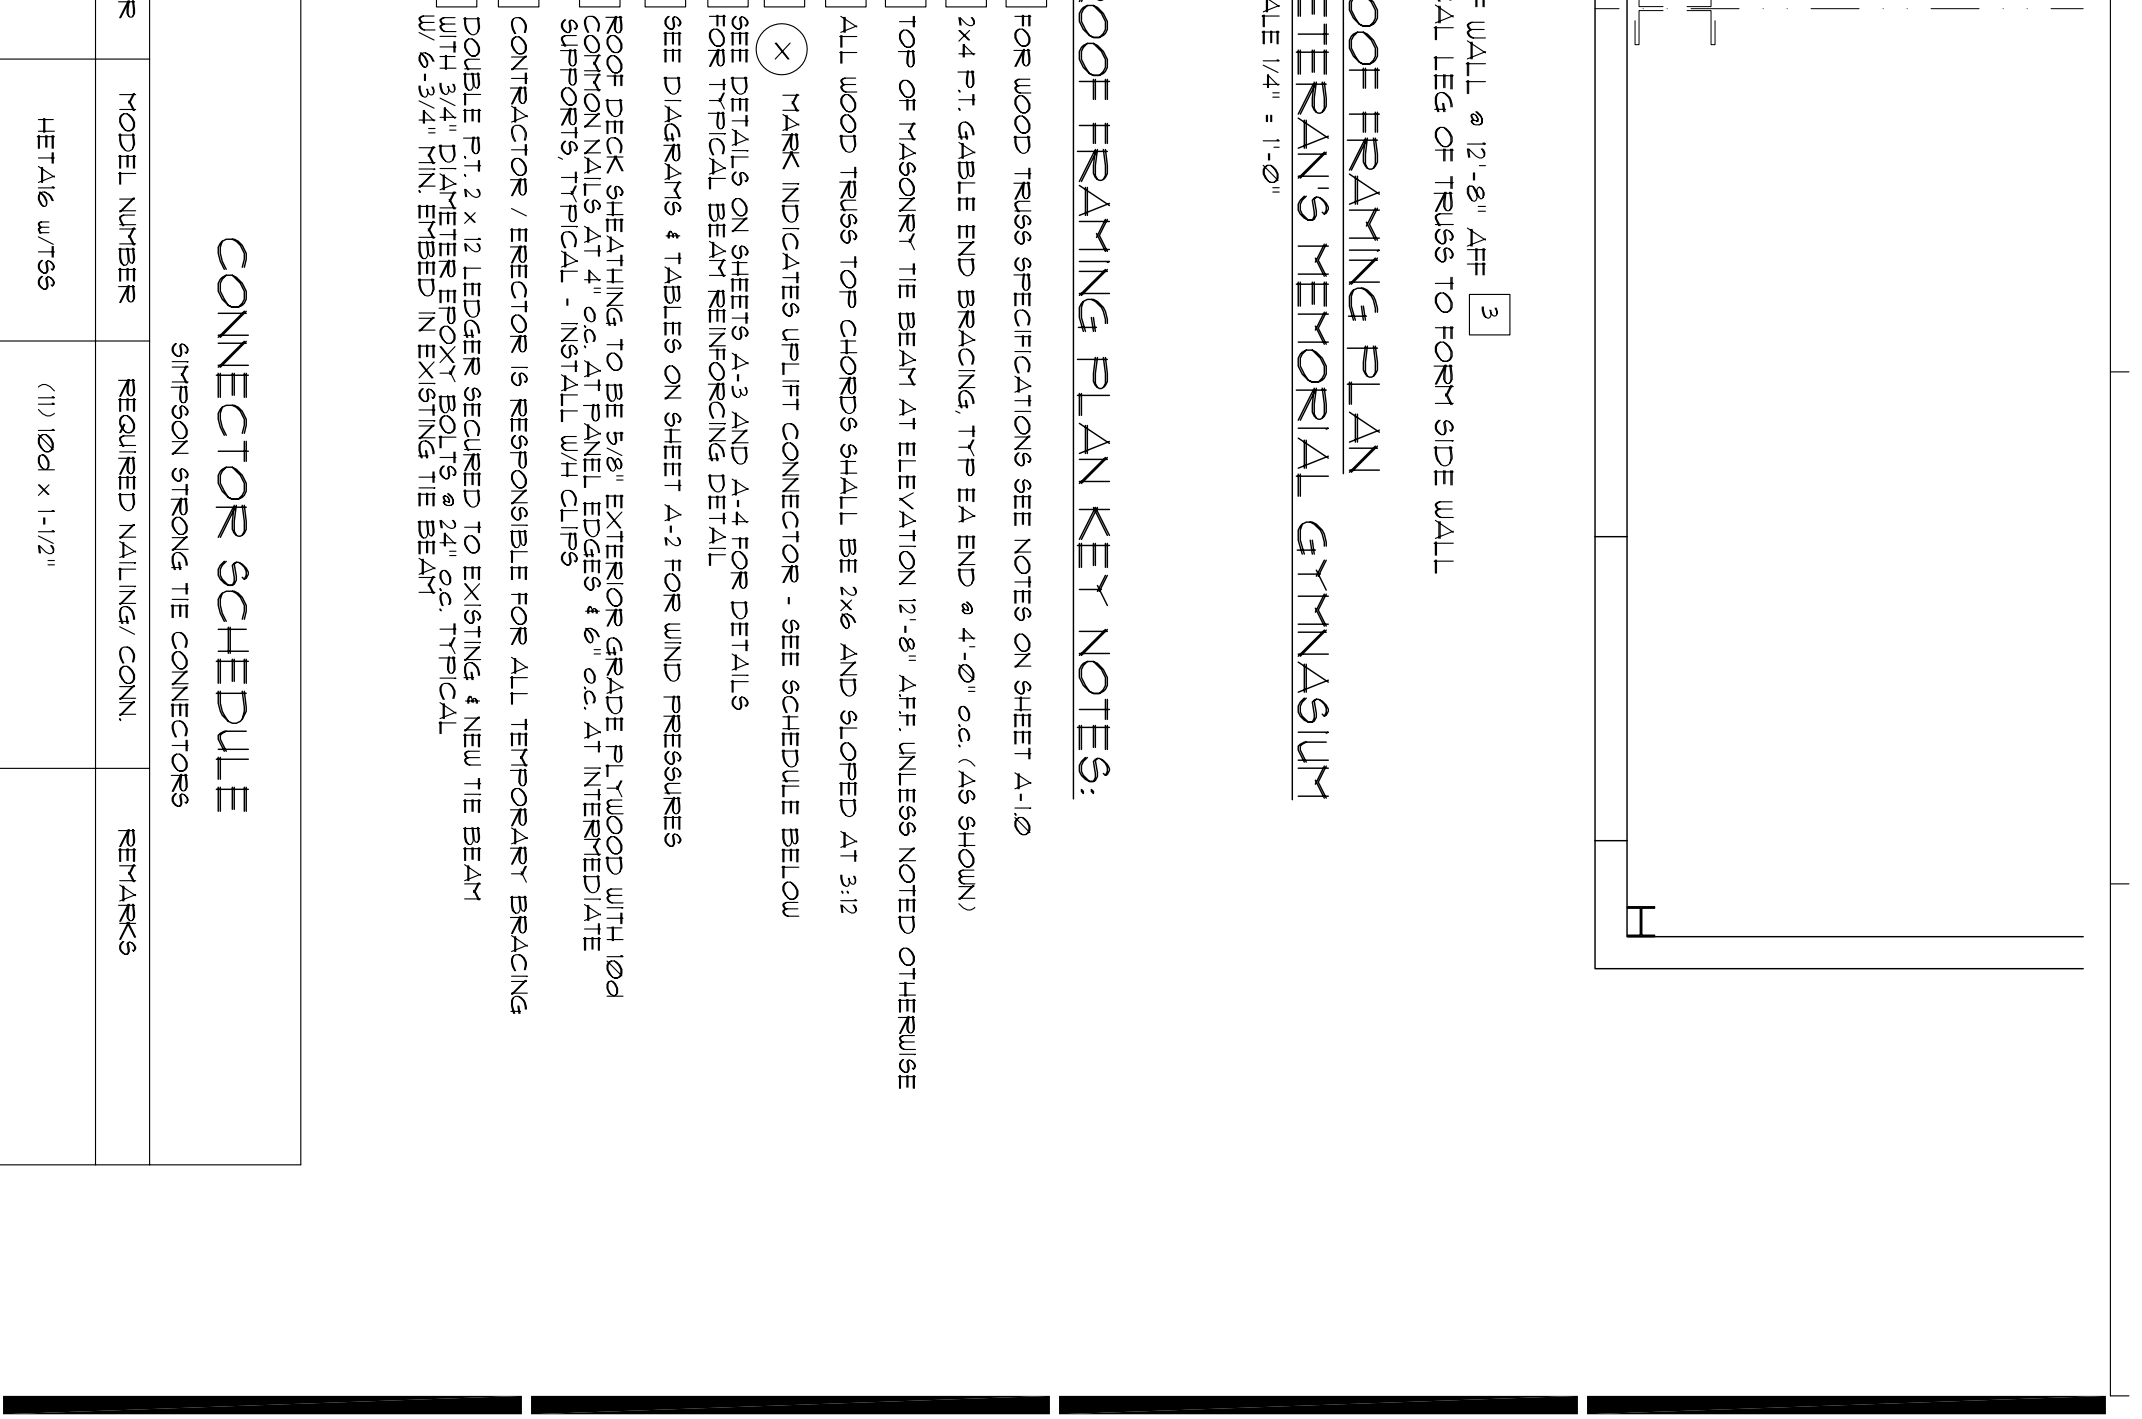 F WALL @ 12'-8" AFF 3
AL LEG OF TRUSS TO FORM SIDE WALL
OOF FRAMING PLAN
ETERAN'S MEMORIAL GYMNASIUM
ALE 1/4" = 1'-0"
H
OOF FRAMING PLAN KEY NOTES:
FOR WOOD TRUSS SPECIFICATIONS SEE NOTES ON SHEET A-1.0
2x4 P.T. GABLE END BRACING, TYP EA END @ 4'-0" O.C. (AS SHOWN)
TOP OF MASONRY TIE BEAM AT ELEVATION 12'-8" A.F.F. UNLESS NOTED OTHERWISE
ALL WOOD TRUSS TOP CHORDS SHALL BE 2x6 AND SLOPED AT 3:12
X MARK INDICATES UPLIFT CONNECTOR - SEE SCHEDULE BELOW
SEE DETAILS ON SHEETS A-3 AND A-4 FOR DETAILS
FOR TYPICAL BEAM REINFORCING DETAIL
SEE DIAGRAMS & TABLES ON SHEET A-2 FOR WIND PRESSURES
ROOF DECK SHEATHING TO BE 5/8" EXTERIOR GRADE PLYWOOD WITH 10d
COMMON NAILS AT 4" O.C. AT PANEL EDGES & 6" O.C. AT INTERMEDIATE
SUPPORTS, TYPICAL - INSTALL W/H CLIPS
CONTRACTOR / ERECTOR IS RESPONSIBLE FOR ALL TEMPORARY BRACING
DOUBLE P.T. 2 x 12 LEDGER SECURED TO EXISTING & NEW TIE BEAM
WITH 3/4" DIAMETER EPOXY BOLTS @ 24" O.C. TYPICAL
W/ 6-3/4" MIN. EMBED IN EXISTING TIE BEAM
CONNECTOR SCHEDULE
SIMPSON STRONG TIE CONNECTORS
R MODEL NUMBER REQUIRED NAILING/ CONN. REMARKS
HETA16 w/TSS (11) 10d x 1-1/2"